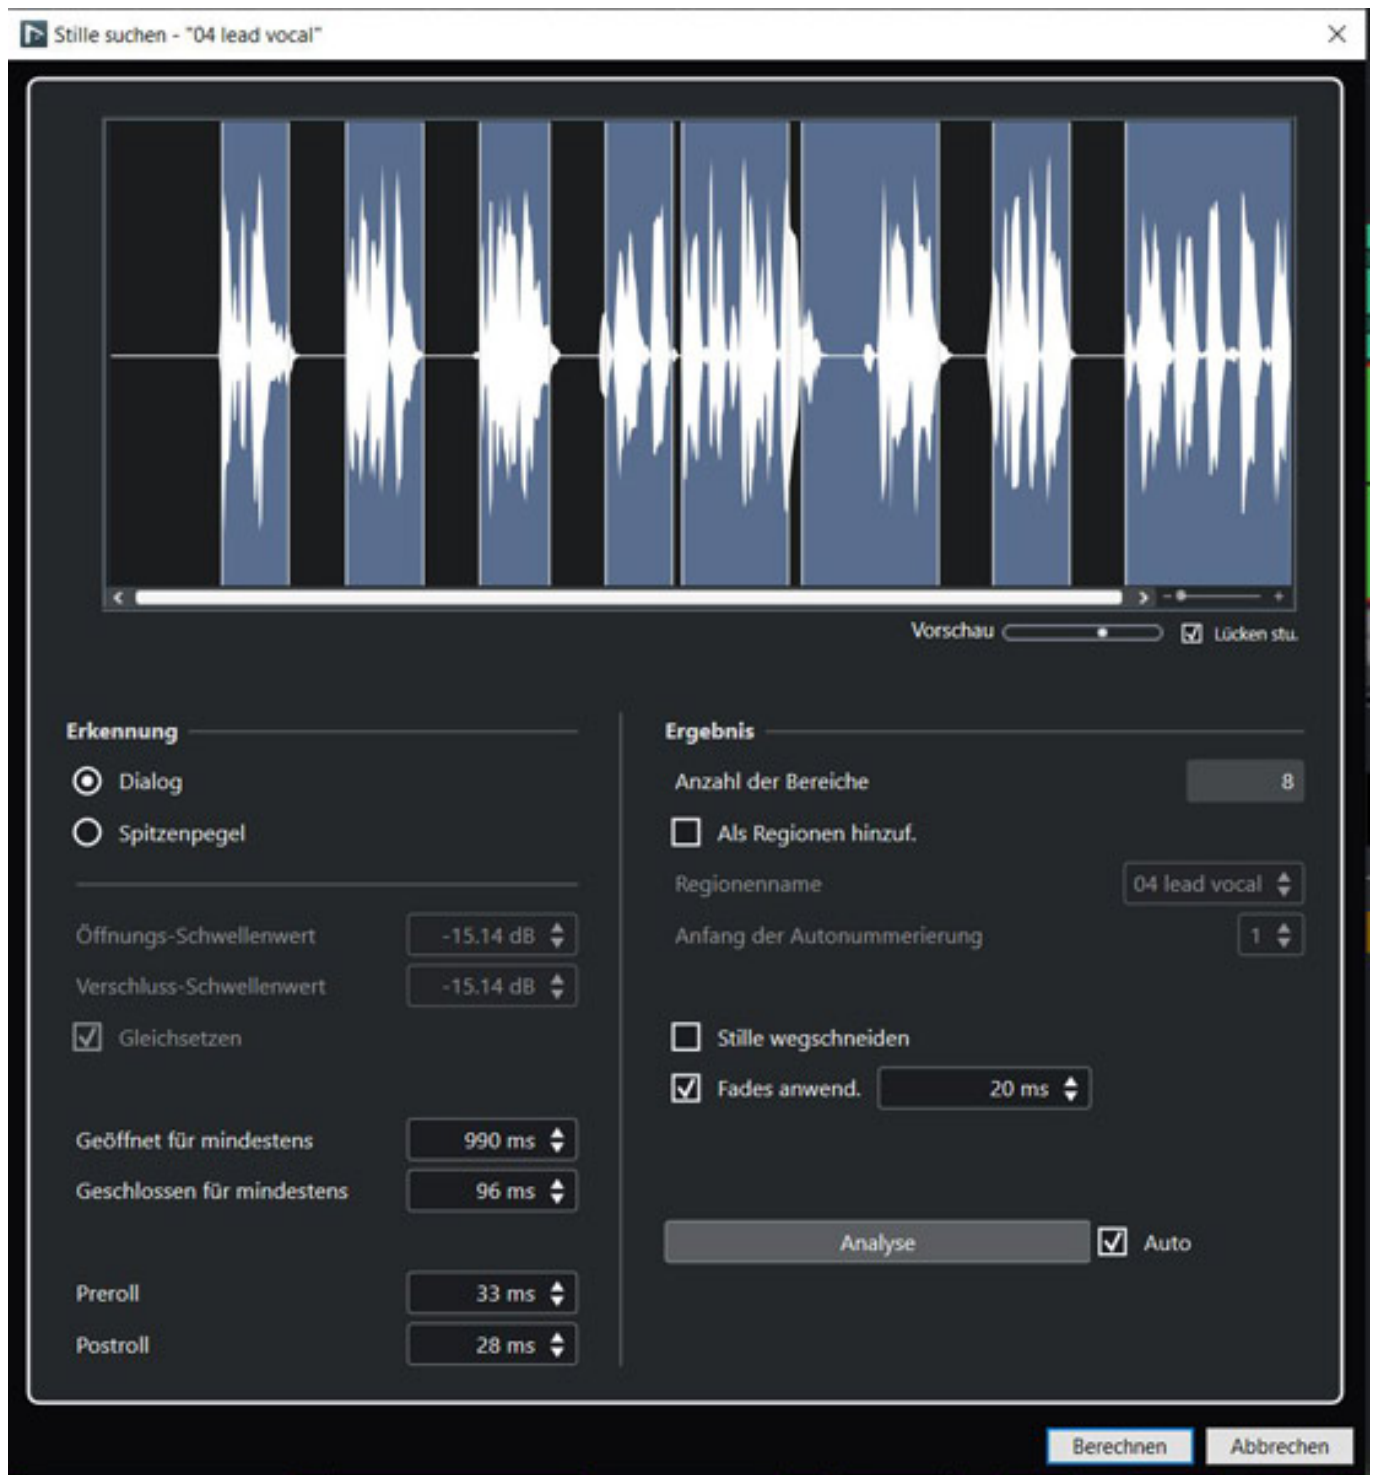 Stille suchen - "04 lead vocal"
Vorschau Lücken stu.
Erkennung
Dialog
Spitzenpegel
Öffnungs-Schwellenwert -15.14 dB
Verschluss-Schwellenwert -15.14 dB
Gleichsetzen
Geöffnet für mindestens 990 ms
Geschlossen für mindestens 96 ms
Preroll 33 ms
Postroll 28 ms
Ergebnis
Anzahl der Bereiche 8
Als Regionen hinzuf.
Regionenname 04 lead vocal
Anfang der Autonummerierung 1
Stille wegschneiden
Fades anwend. 20 ms
Analyse Auto
Berechnen Abbrechen